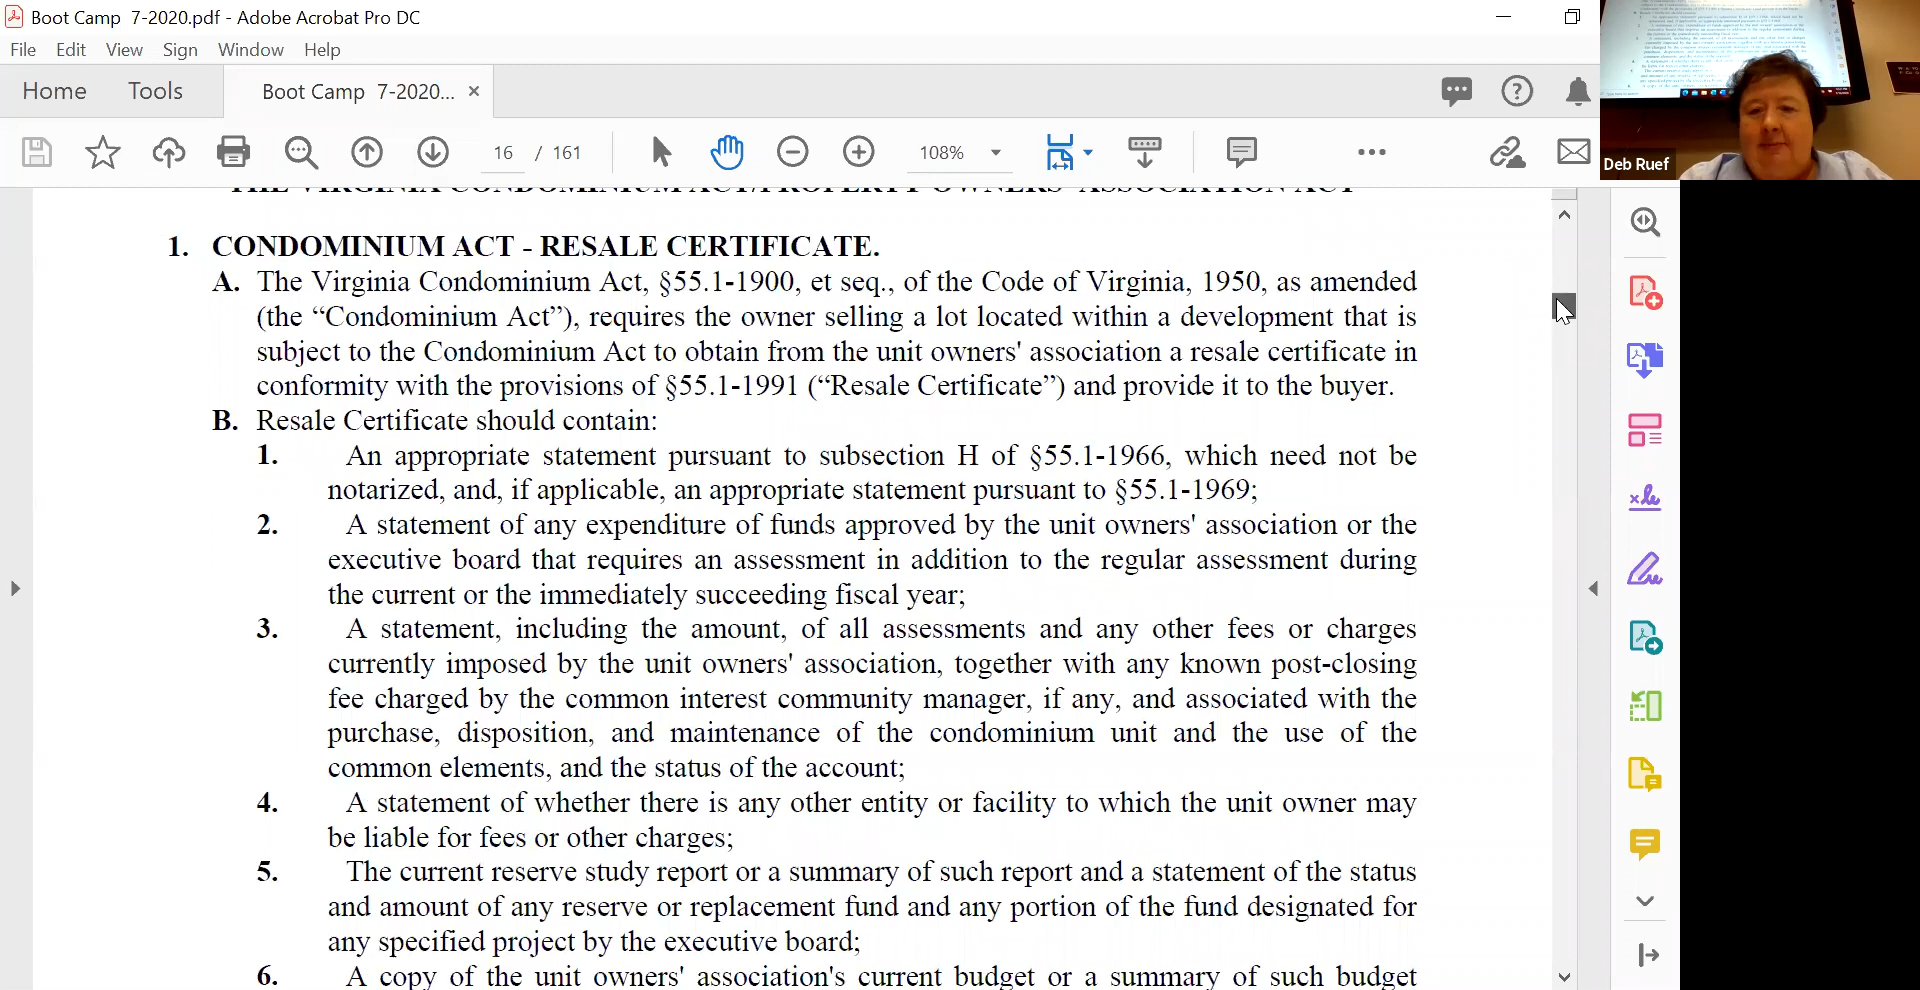 Boot Camp 7-2020.pdf - Adobe Acrobat Pro DC
File Edit View Sign Window Help
Home Tools Boot Camp 7-2020... ×
16 / 161 108%
Deb Ruef
THE VIRGINIA CONDOMINIUM ACT/PROPERTY OWNERS' ASSOCIATION ACT
1. CONDOMINIUM ACT - RESALE CERTIFICATE.
A. The Virginia Condominium Act, §55.1-1900, et seq., of the Code of Virginia, 1950, as amended
(the “Condominium Act”), requires the owner selling a lot located within a development that is
subject to the Condominium Act to obtain from the unit owners' association a resale certificate in
conformity with the provisions of §55.1-1991 (“Resale Certificate”) and provide it to the buyer.
B. Resale Certificate should contain:
1. An appropriate statement pursuant to subsection H of §55.1-1966, which need not be
notarized, and, if applicable, an appropriate statement pursuant to §55.1-1969;
2. A statement of any expenditure of funds approved by the unit owners' association or the
executive board that requires an assessment in addition to the regular assessment during
the current or the immediately succeeding fiscal year;
3. A statement, including the amount, of all assessments and any other fees or charges
currently imposed by the unit owners' association, together with any known post-closing
fee charged by the common interest community manager, if any, and associated with the
purchase, disposition, and maintenance of the condominium unit and the use of the
common elements, and the status of the account;
4. A statement of whether there is any other entity or facility to which the unit owner may
be liable for fees or other charges;
5. The current reserve study report or a summary of such report and a statement of the status
and amount of any reserve or replacement fund and any portion of the fund designated for
any specified project by the executive board;
6. A copy of the unit owners' association's current budget or a summary of such budget